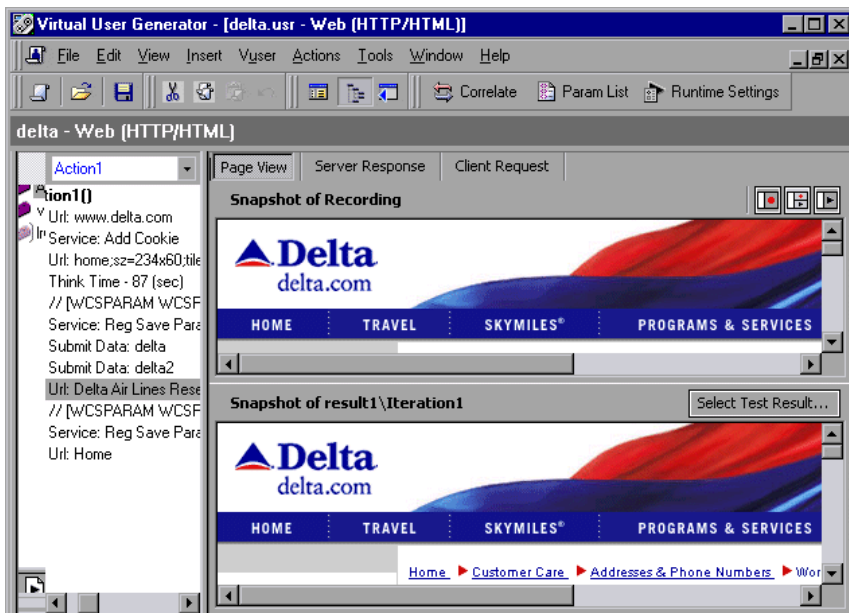 Virtual User Generator - [delta.usr - Web (HTTP/HTML)]
File Edit View Insert Vuser Actions Tools Window Help
Correlate Param List Runtime Settings
delta - Web (HTTP/HTML)
Action1
tion1()
Url: www.delta.com
Service: Add Cookie
Url: home;sz=234x60;tile
Think Time - 87 (sec)
// [WCSPARAM WCSF
Service: Reg Save Para
Submit Data: delta
Submit Data: delta2
Url: Delta Air Lines Rese
// [WCSPARAM WCSF
Service: Reg Save Para
Url: Home
Page View Server Response Client Request
Snapshot of Recording
Delta
delta.com
HOME TRAVEL SKYMILES® PROGRAMS & SERVICES
Snapshot of result1\Iteration1 Select Test Result...
Delta
delta.com
HOME TRAVEL SKYMILES® PROGRAMS & SERVICES
Home Customer Care Addresses & Phone Numbers Wor